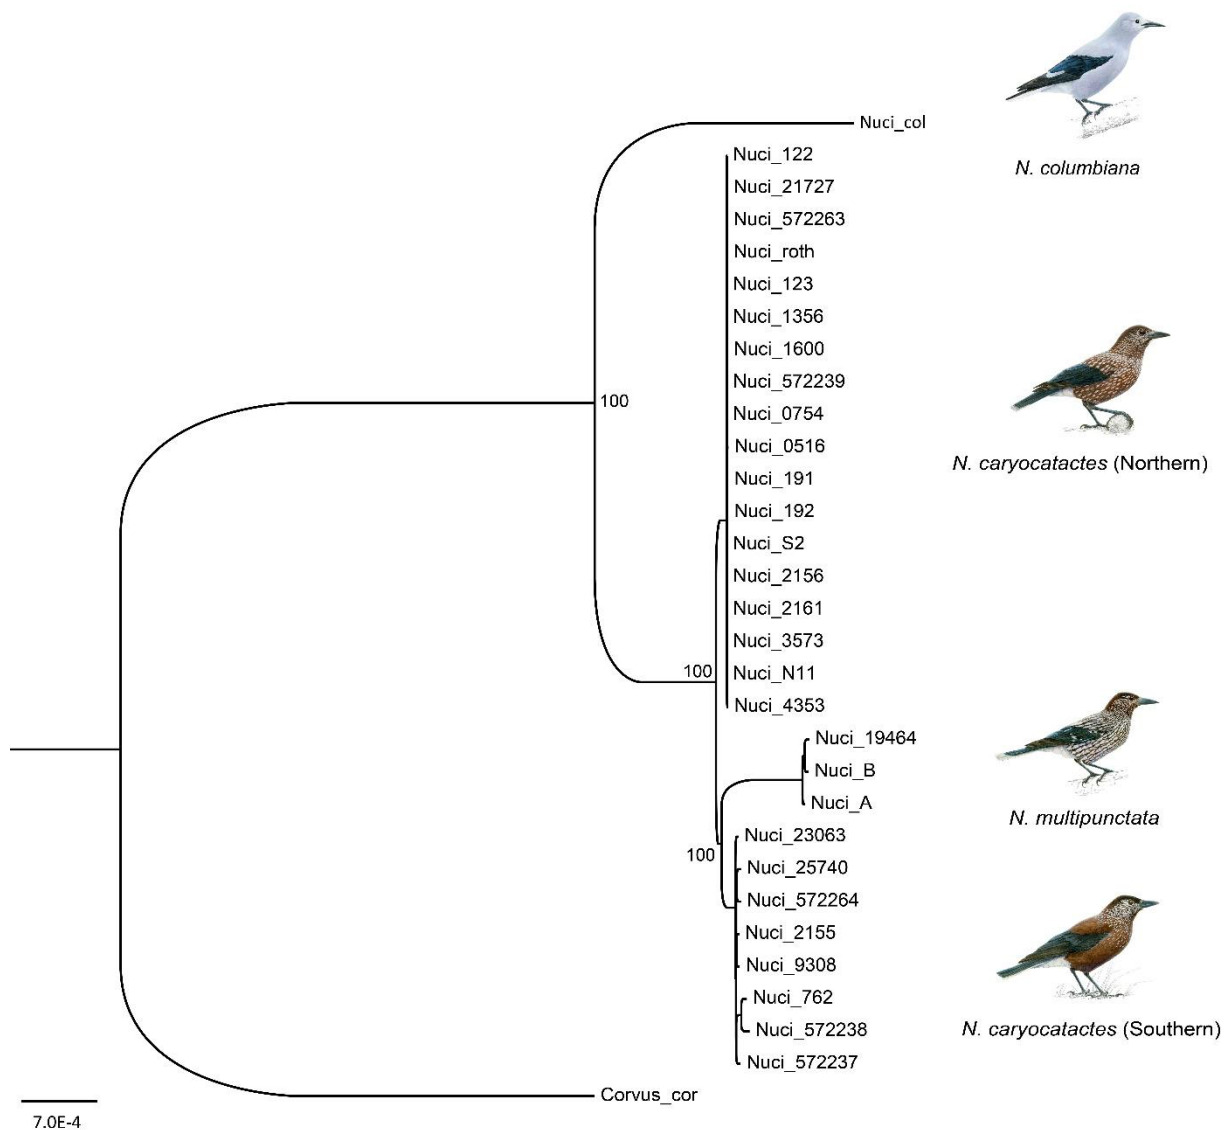 Nuci_col
N. columbiana
Nuci_122
Nuci_21727
Nuci_572263
Nuci_roth
Nuci_123
Nuci_1356
Nuci_1600
Nuci_572239
100
Nuci_0754
Nuci_0516
N. caryocatactes (Northern)
Nuci_191
Nuci_192
Nuci_S2
Nuci_2156
Nuci_2161
Nuci_3573
100
Nuci_N11
Nuci_4353
Nuci_19464
Nuci_B
Nuci_A
N. multipunctata
Nuci_23063
100
Nuci_25740
Nuci_572264
Nuci_2155
Nuci_9308
Nuci_762
Nuci_572238
N. caryocatactes (Southern)
Nuci_572237
Corvus_cor
7.0E-4